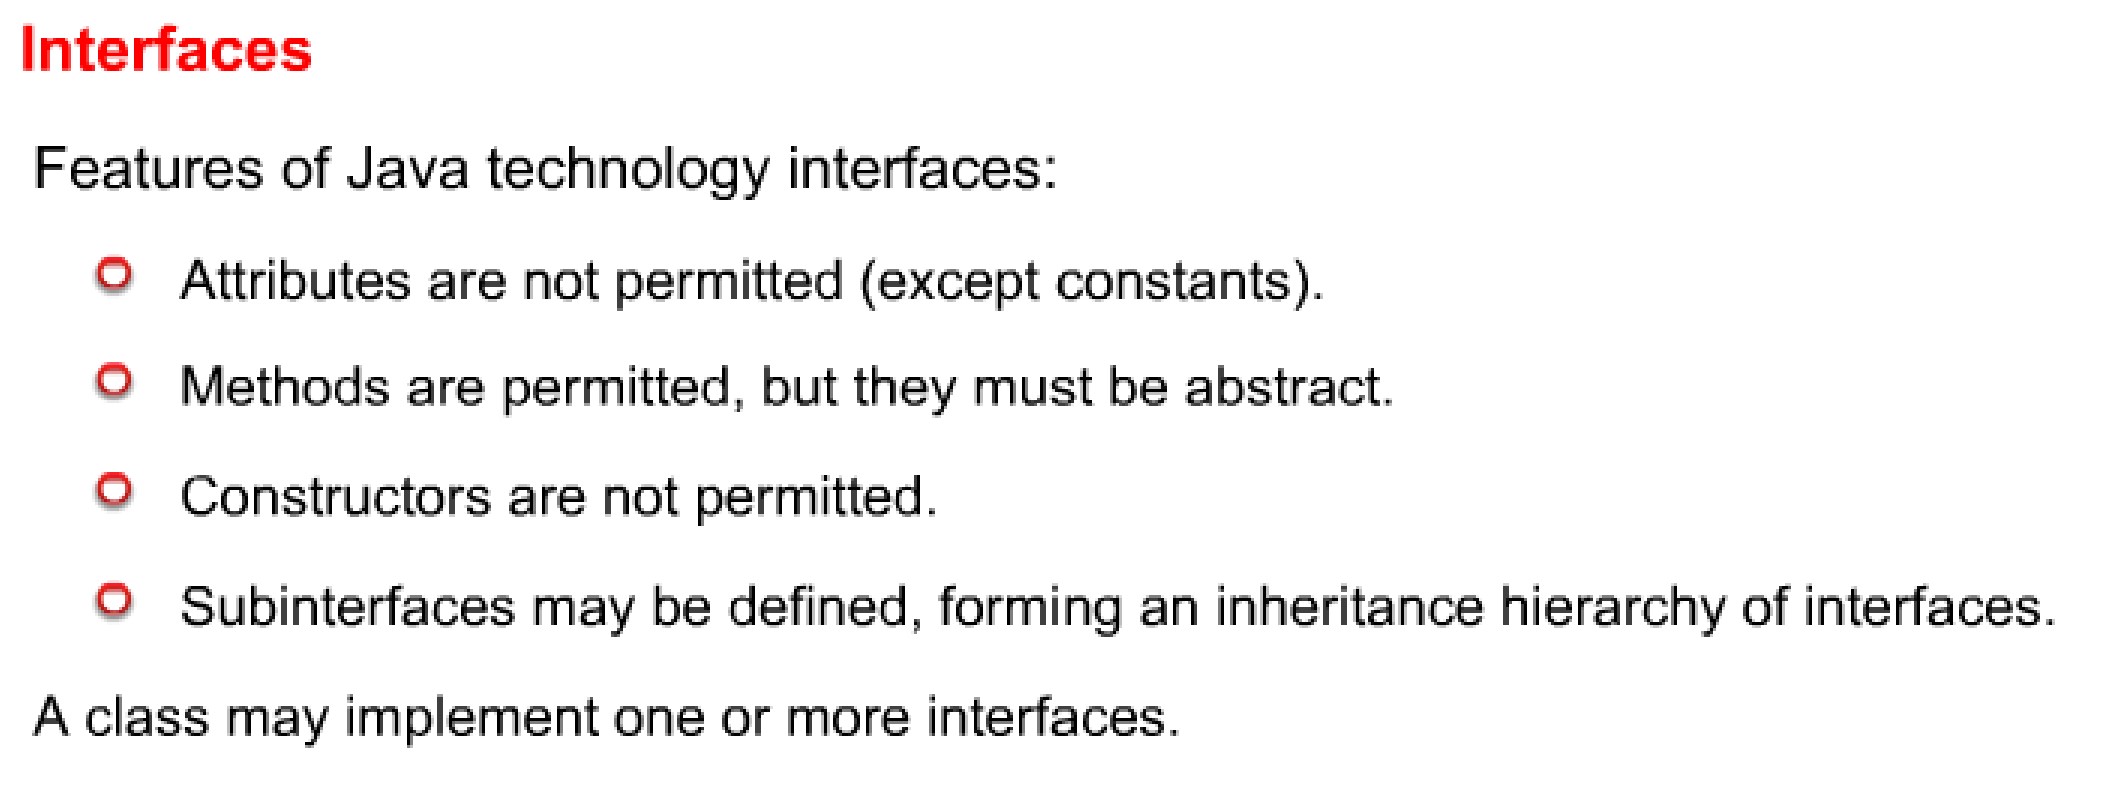 Interfaces
Features of Java technology interfaces:
Attributes are not permitted (except constants).
Methods are permitted, but they must be abstract.
Constructors are not permitted.
Subinterfaces may be defined, forming an inheritance hierarchy of interfaces.
A class may implement one or more interfaces.